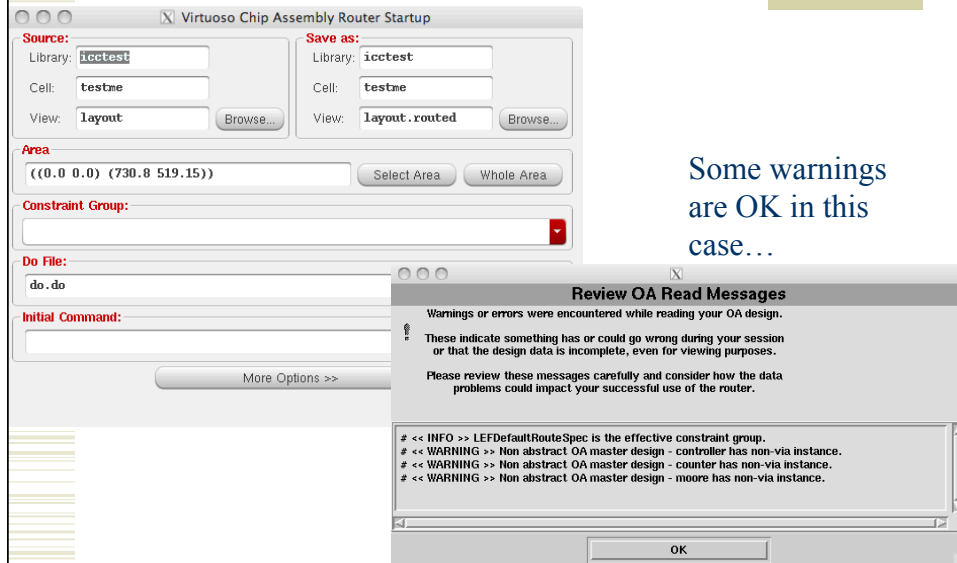 Virtuoso Chip Assembly Router Startup
Source:
Library: icctest
Cell: testme
View: layout Browse...
Save as:
Library: icctest
Cell: testme
View: layout.routed Browse...
Area
((0.0 0.0) (730.8 519.15)) Select Area Whole Area
Constraint Group:
Do File:
do.do
Initial Command:
More Options >>
Some warnings
are OK in this
case…
X
Review OA Read Messages
Warnings or errors were encountered while reading your OA design.
These indicate something has or could go wrong during your session
or that the design data is incomplete, even for viewing purposes.
Please review these messages carefully and consider how the data
problems could impact your successful use of the router.
# << INFO >> LEFDefaultRouteSpec is the effective constraint group.
# << WARNING >> Non abstract OA master design - controller has non-via instance.
# << WARNING >> Non abstract OA master design - counter has non-via instance.
# << WARNING >> Non abstract OA master design - moore has non-via instance.
OK